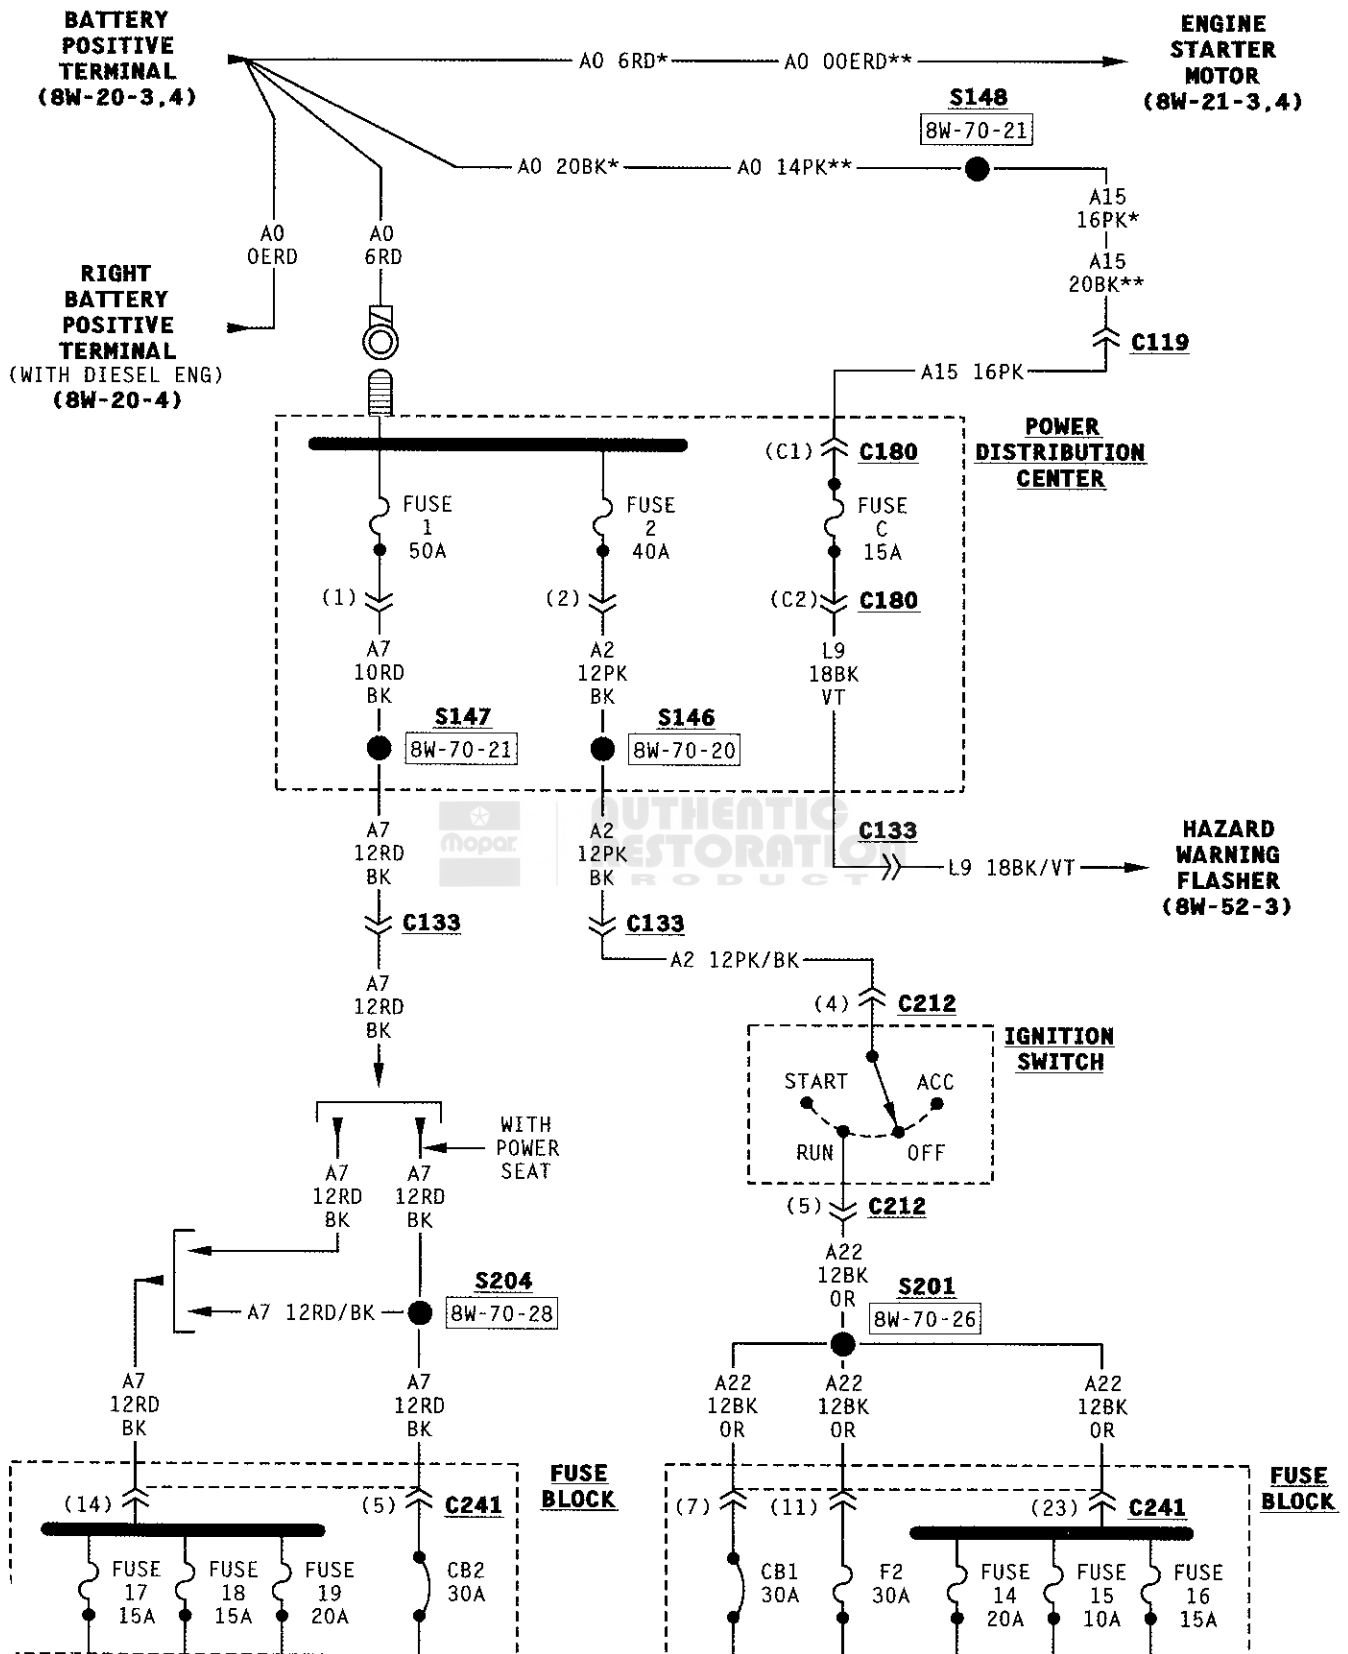 BATTERY
POSITIVE
TERMINAL
(8W-20-3,4)
A0 6RD*
A0 00ERD**
ENGINE
STARTER
MOTOR
(8W-21-3,4)
S148
8W-70-21
A0 20BK*
A0 14PK**
A15
16PK*
A15
20BK**
A0
0ERD
A0
6RD
RIGHT
BATTERY
POSITIVE
TERMINAL
(WITH DIESEL ENG)
(8W-20-4)
C119
A15 16PK
POWER
DISTRIBUTION
CENTER
(C1)
C180
FUSE
1
50A
FUSE
2
40A
FUSE
C
15A
(1)
(2)
(C2)
C180
A7
10RD
BK
A2
12PK
BK
L9
18BK
VT
S147
8W-70-21
S146
8W-70-20
Mopar
AUTHENTIC
RESTORATION
PRODUCT
A7
12RD
BK
A2
12PK
BK
C133
L9 18BK/VT
HAZARD
WARNING
FLASHER
(8W-52-3)
C133
C133
A2 12PK/BK
A7
12RD
BK
(4)
C212
IGNITION
SWITCH
START
ACC
RUN
OFF
WITH
POWER
SEAT
A7
12RD
BK
A7
12RD
BK
(5)
C212
A22
12BK
OR
S204
8W-70-28
A7 12RD/BK
S201
8W-70-26
A7
12RD
BK
A7
12RD
BK
A22
12BK
OR
A22
12BK
OR
A22
12BK
OR
FUSE
BLOCK
FUSE
BLOCK
(14)
(5)
C241
(7)
(11)
(23)
C241
FUSE
17
15A
FUSE
18
15A
FUSE
19
20A
CB2
30A
CB1
30A
F2
30A
FUSE
14
20A
FUSE
15
10A
FUSE
16
15A